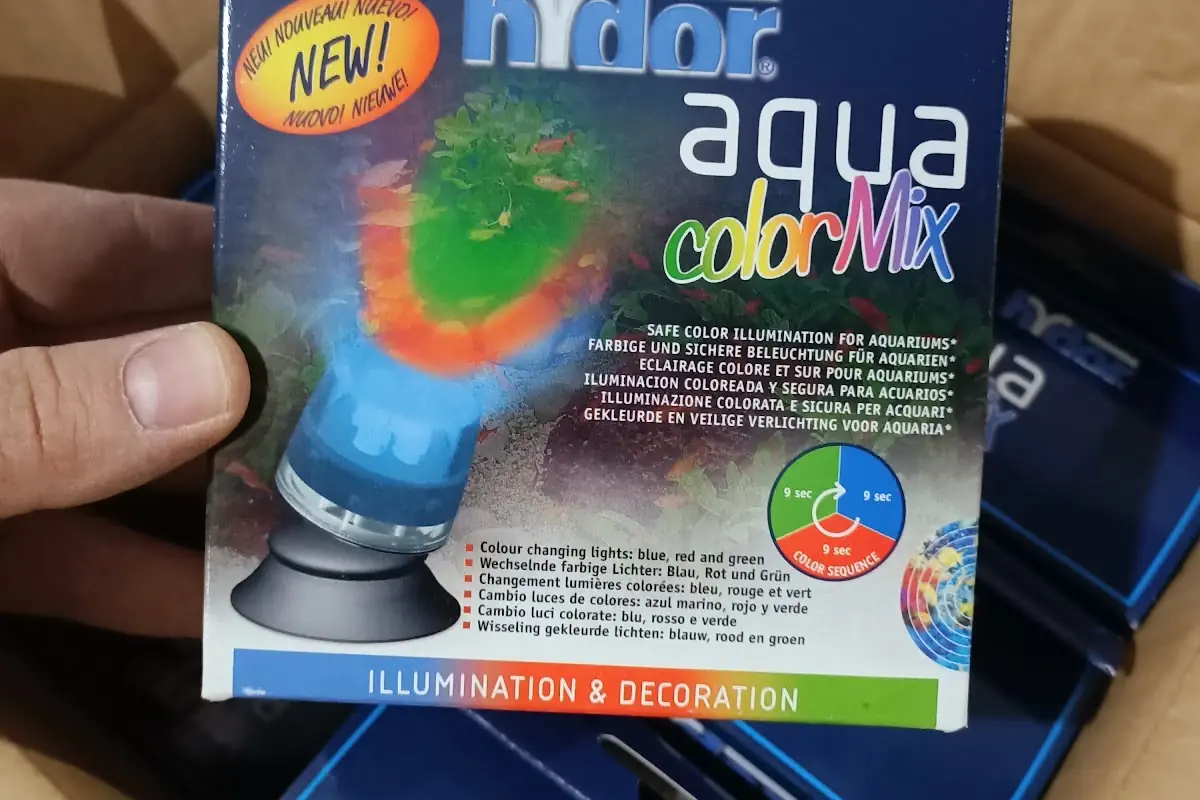 NEU! NOUVEAU! NUEVO!
NEW!
NUOVO! NIEUWE!
hydor®
aqua
colorMix
SAFE COLOR ILLUMINATION FOR AQUARIUMS*
FARBIGE UND SICHERE BELEUCHTUNG FÜR AQUARIEN*
ECLAIRAGE COLORE ET SUR POUR AQUARIUMS*
ILUMINACION COLOREADA Y SEGURA PARA ACUARIOS*
ILLUMINAZIONE COLORATA E SICURA PER ACQUARI*
GEKLEURDE EN VEILIGE VERLICHTING VOOR AQUARIA*
9 sec
9 sec
9 sec
COLOR SEQUENCE
Colour changing lights: blue, red and green
Wechselnde farbige Lichter: Blau, Rot und Grün
Changement lumières colorées: bleu, rouge et vert
Cambio luces de colores: azul marino, rojo y verde
Cambio luci colorate: blu, rosso e verde
Wisseling gekleurde lichten: blauw, rood en groen
ILLUMINATION & DECORATION
hydor